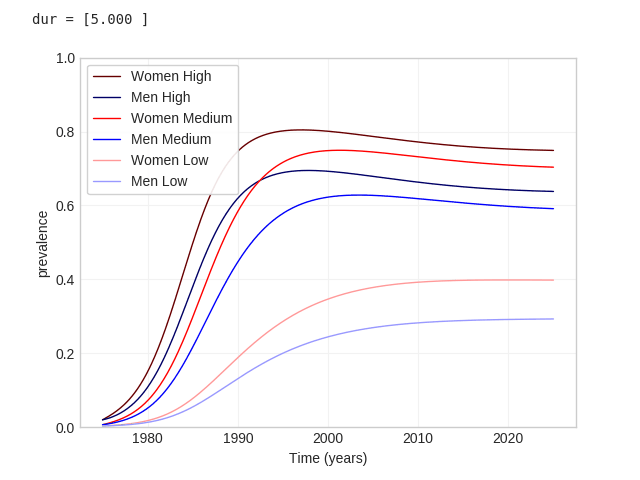 dur = [5.000 ]
1.0
0.8
0.6
0.4
0.2
0.0
prevalence
Women High
Men High
Women Medium
Men Medium
Women Low
Men Low
1980 1990 2000 2010 2020
Time (years)